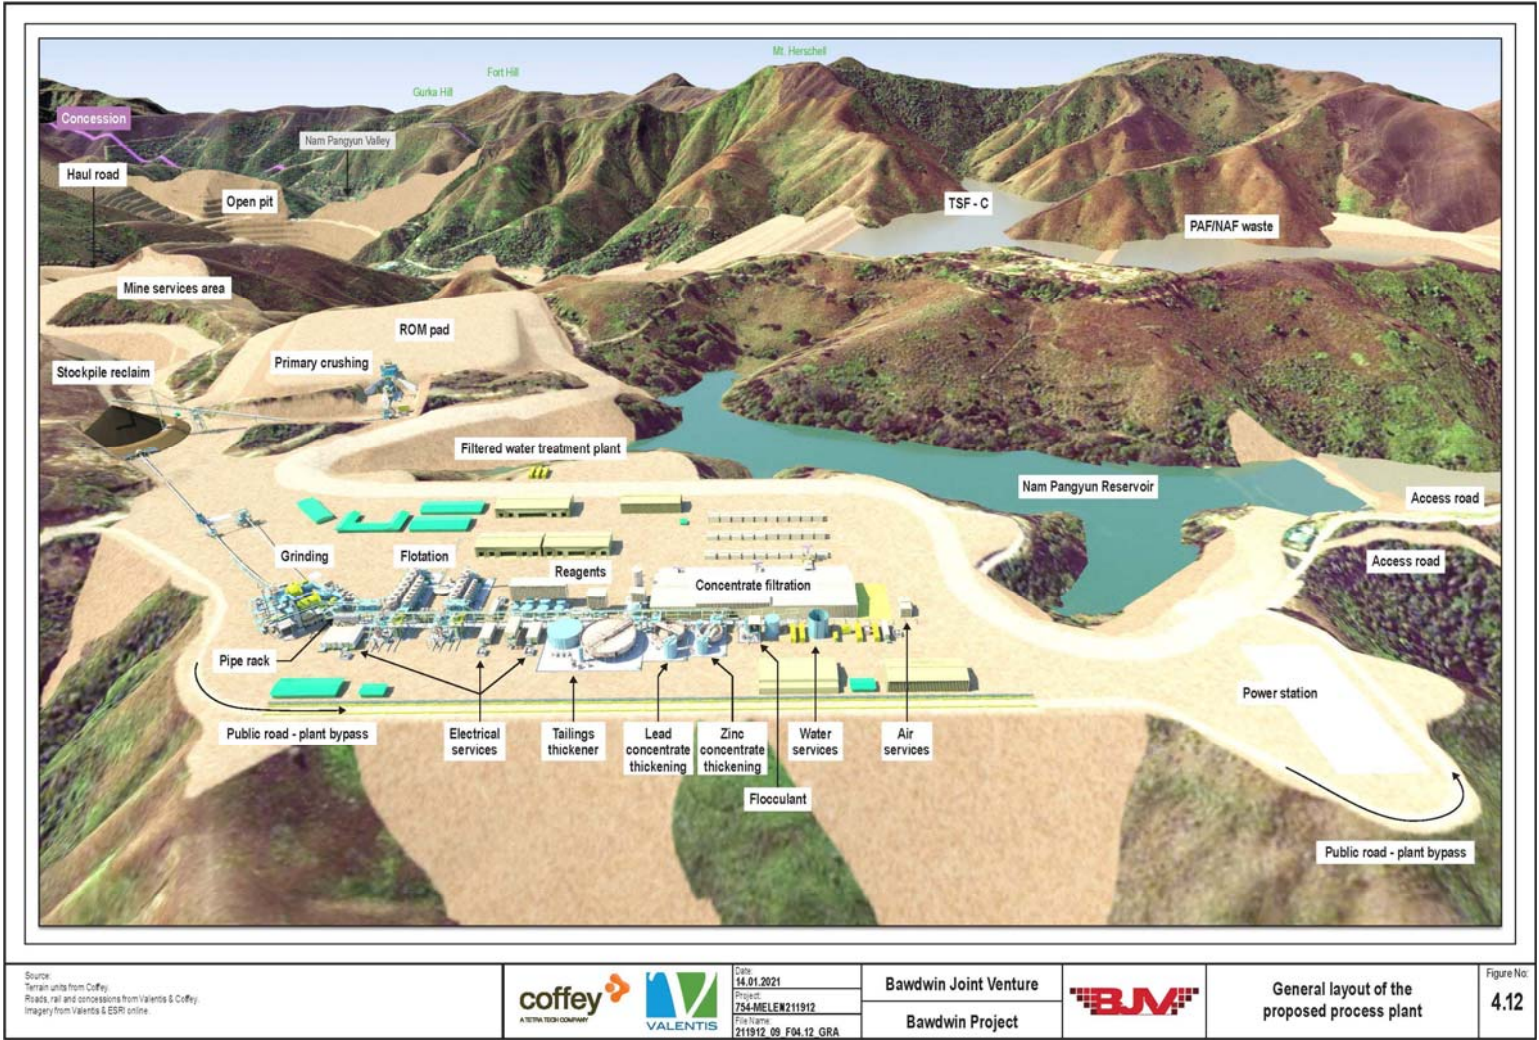 Mt. Herschell
Fort Hill
Gurka Hill
Concession
Nam Pangyun Valley
Haul road
Open pit
TSF - C
PAF/NAF waste
Mine services area
ROM pad
Primary crushing
Stockpile reclaim
Filtered water treatment plant
Nam Pangyun Reservoir
Access road
Grinding
Flotation
Reagents
Concentrate filtration
Access road
Pipe rack
Power station
Public road - plant bypass
Electrical
services
Tailings
thickener
Lead
concentrate
thickening
Zinc
concentrate
thickening
Water
services
Air
services
Flocculant
Public road - plant bypass
Source:
Terrain units from Coffey.
Roads, rail and concessions from Valentis & Coffey.
Imagery from Valentis & ESRI online.
coffey
A TETRA TECH COMPANY
VALENTIS
Date:
14.01.2021
Project:
754-MELEN211912
File Name:
211912_09_F04.12_GRA
Bawdwin Joint Venture
Bawdwin Project
BJV
General layout of the
proposed process plant
Figure No:
4.12